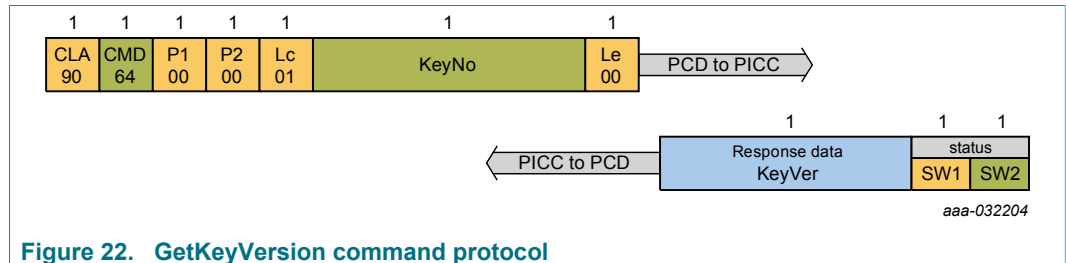 1 1 1 1 1 1 1
CLA CMD P1 P2 Lc KeyNo Le
90 64 00 00 01 00
PCD to PICC
1 1 1
PICC to PCD
Response data status
KeyVer SW1 SW2
aaa-032204
Figure 22. GetKeyVersion command protocol